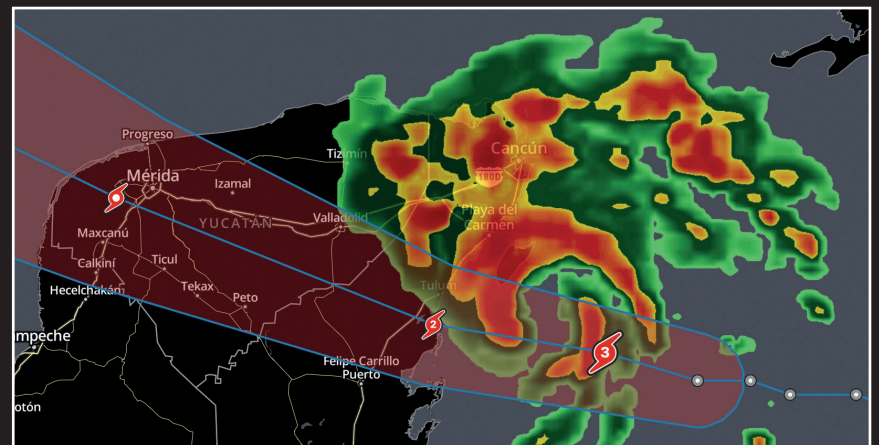 Progreso
Tizimín
Cancún
Mérida
180D
Izamal
Playa del
Carmen
YUCATÁN
Valladolid
Maxcanú
Calkiní
Ticul
Hecelchakán
Tekax
Peto
Tulum
2
mpeche
3
Felipe Carrillo
Puerto
otón